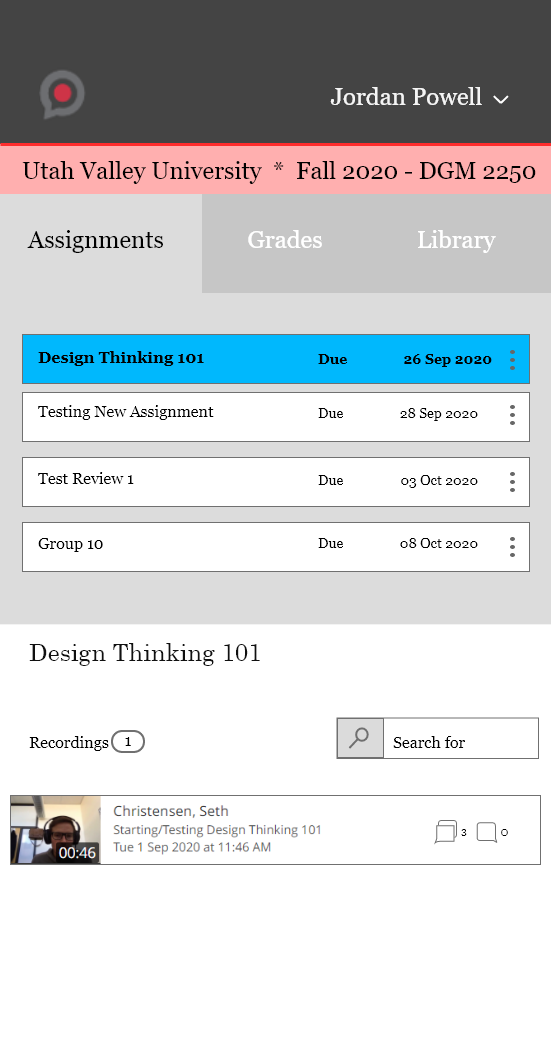 Jordan Powell
Utah Valley University * Fall 2020 - DGM 2250
Assignments Grades Library
Design Thinking 101 Due 26 Sep 2020
Testing New Assignment Due 28 Sep 2020
Test Review 1 Due 03 Oct 2020
Group 10 Due 08 Oct 2020
Design Thinking 101
Recordings 1 Search for
Christensen, Seth
Starting/Testing Design Thinking 101
3 0
Tue 1 Sep 2020 at 11:46 AM
00:46